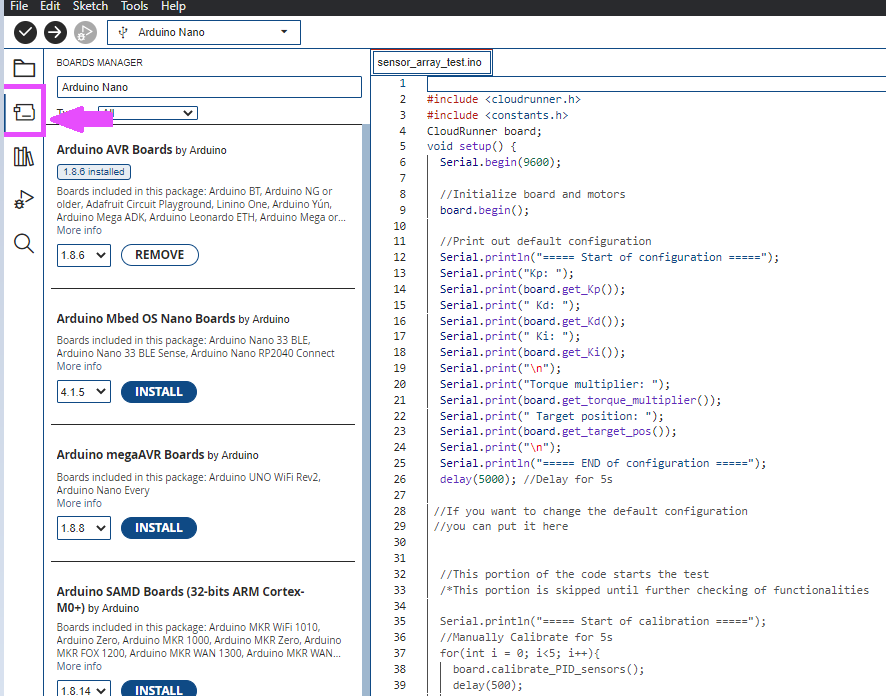 File Edit Sketch Tools Help
Arduino Nano
BOARDS MANAGER
Arduino Nano
Arduino AVR Boards by Arduino
1.8.6 installed
Boards included in this package: Arduino BT, Arduino NG or
older, Adafruit Circuit Playground, Linino One, Arduino Yún,
Arduino Mega ADK, Arduino Leonardo ETH, Arduino Mega or...
More info
1.8.6 REMOVE
Arduino Mbed OS Nano Boards by Arduino
Boards included in this package: Arduino Nano 33 BLE,
Arduino Nano 33 BLE Sense, Arduino Nano RP2040 Connect
More info
4.1.5 INSTALL
Arduino megaAVR Boards by Arduino
Boards included in this package: Arduino UNO WiFi Rev2,
Arduino Nano Every
More info
1.8.8 INSTALL
Arduino SAMD Boards (32-bits ARM Cortex-
M0+) by Arduino
Boards included in this package: Arduino MKR WiFi 1010,
Arduino Zero, Arduino MKR 1000, Arduino MKR Zero, Arduino
MKR FOX 1200, Arduino MKR WAN 1300, Arduino MKR WAN...
More info
1.8.14 INSTALL
sensor_array_test.ino
1
2 #include <cloudrunner.h>
3 #include <constants.h>
4 CloudRunner board;
5 void setup() {
6 Serial.begin(9600);
7
8 //Initialize board and motors
9 board.begin();
10
11 //Print out default configuration
12 Serial.println("===== Start of configuration =====");
13 Serial.print("Kp: ");
14 Serial.print(board.get_Kp());
15 Serial.print(" Kd: ");
16 Serial.print(board.get_Kd());
17 Serial.print(" Ki: ");
18 Serial.print(board.get_Ki());
19 Serial.print("\n");
20 Serial.print("Torque multiplier: ");
21 Serial.print(board.get_torque_multiplier());
22 Serial.print(" Target position: ");
23 Serial.print(board.get_target_pos());
24 Serial.print("\n");
25 Serial.println("===== END of configuration =====");
26 delay(5000); //Delay for 5s
27
28 //If you want to change the default configuration
29 //you can put it here
30
31
32 //This portion of the code starts the test
33 /*This portion is skipped until further checking of functionalities
34
35 Serial.println("===== Start of calibration =====");
36 //Manually Calibrate for 5s
37 for(int i = 0; i<5; i++){
38 board.calibrate_PID_sensors();
39 delay(500);